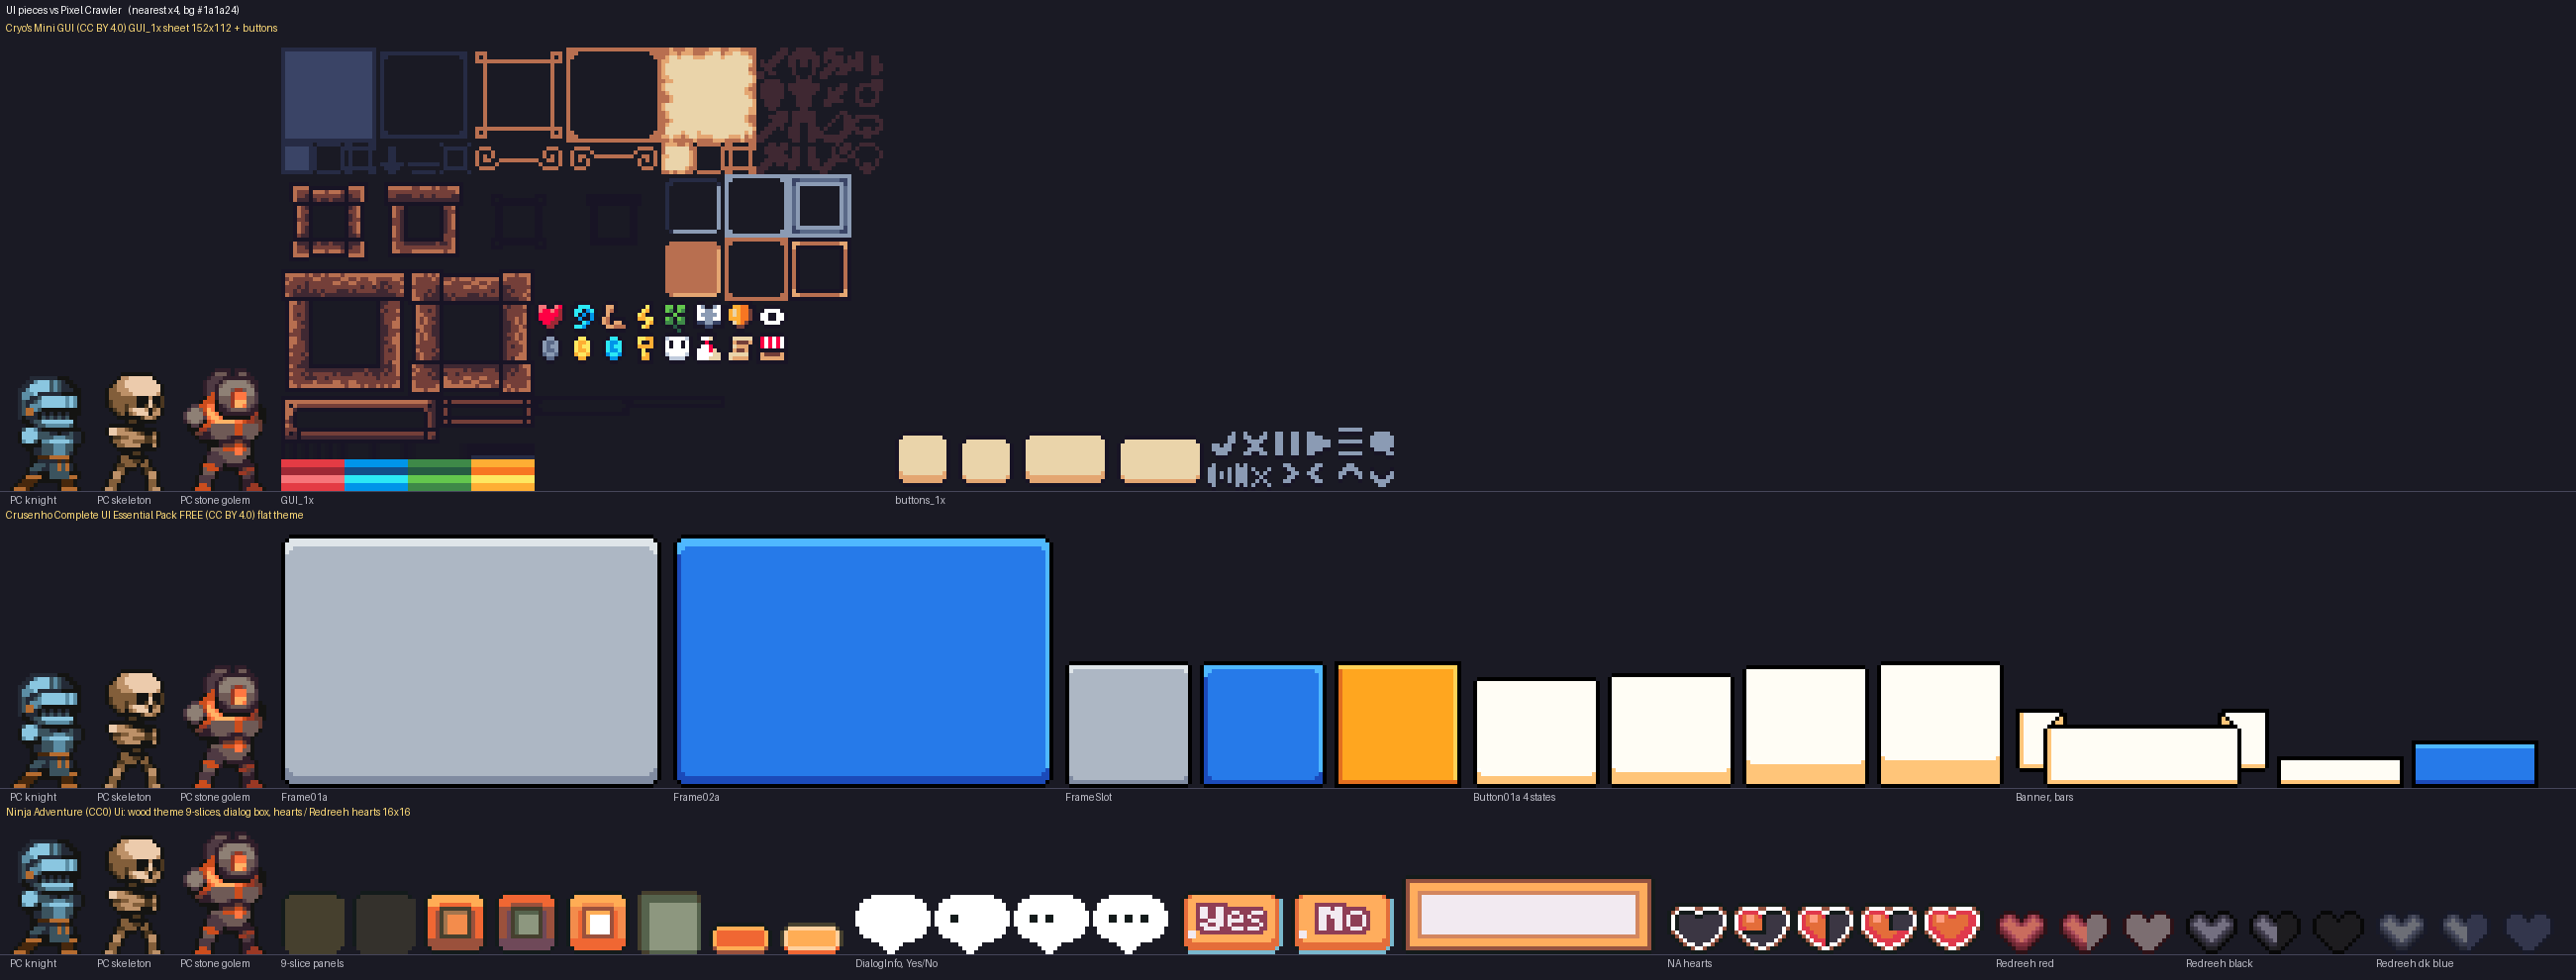 UI pieces vs Pixel Crawler (nearest x4, bg #1a1a24)
Cryo's Mini GUI (CC BY 4.0) GUI_1x sheet 152x112 + buttons
PC knight PC skeleton PC stone golem GUI_1x buttons_1x
Crusenho Complete UI Essential Pack FREE (CC BY 4.0) flat theme
PC knight PC skeleton PC stone golem Frame01a Frame02a FrameSlot Button01a 4 states Banner, bars
Ninja Adventure (CC0) Ui: wood theme 9-slices, dialog box, hearts / Redreeh hearts 16x16
Yes No
PC knight PC skeleton PC stone golem 9-slice panels DialogInfo, Yes/No NA hearts Redreeh red Redreeh black Redreeh dk blue